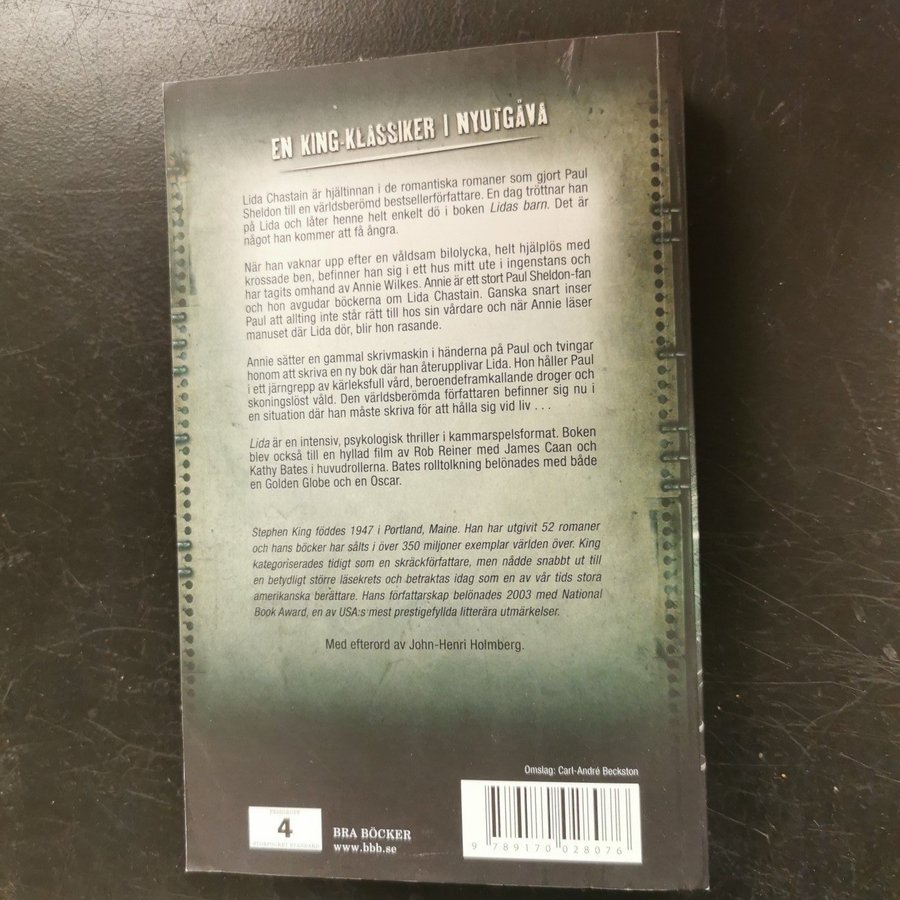 EN KING-KLASSIKER I NYUTGÅVA
Lida Chastain är hjältinnan i de romantiska romaner som gjort Paul
Sheldon till en världsberömd bestsellerförfattare. En dag tröttnar han
på Lida och låter henne helt enkelt dö i boken Lidas barn. Det är
något han kommer att få ångra.
När han vaknar upp efter en våldsam bilolycka, helt hjälplös med
krossade ben, befinner han sig i ett hus mitt ute i ingenstans och
har tagits omhand av Annie Wilkes. Annie är ett stort Paul Sheldon-fan
och hon avgudar böckerna om Lida Chastain. Ganska snart inser
Paul att allting inte står rätt till hos sin vårdare och när Annie läser
manuset där Lida dör, blir hon rasande.
Annie sätter en gammal skrivmaskin i händerna på Paul och tvingar
honom att skriva en ny bok där han återupplivar Lida. Hon håller Paul
i ett järngrepp av kärleksfull vård, beroendeframkallande droger och
skoningslöst våld. Den världsberömda författaren befinner sig nu i
en situation där han måste skriva för att hålla sig vid liv . . .
Lida är en intensiv, psykologisk thriller i kammarspelsformat. Boken
blev också till en hyllad film av Rob Reiner med James Caan och
Kathy Bates i huvudrollerna. Bates rolltolkning belönades med både
en Golden Globe och en Oscar.
Stephen King föddes 1947 i Portland, Maine. Han har utgivit 52 romaner
och hans böcker har sålts i över 350 miljoner exemplar världen över. King
kategoriserades tidigt som en skräckförfattare, men nådde snabbt ut till
en betydligt större läsekrets och betraktas idag som en av vår tids stora
amerikanska berättare. Hans författarskap belönades 2003 med National
Book Award, en av USA:s mest prestigefyllda litterära utmärkelser.
Med efterord av John-Henri Holmberg.
Omslag: Carl-André Beckston
4
BRA BÖCKER
www.bbb.se
9 789170 028076